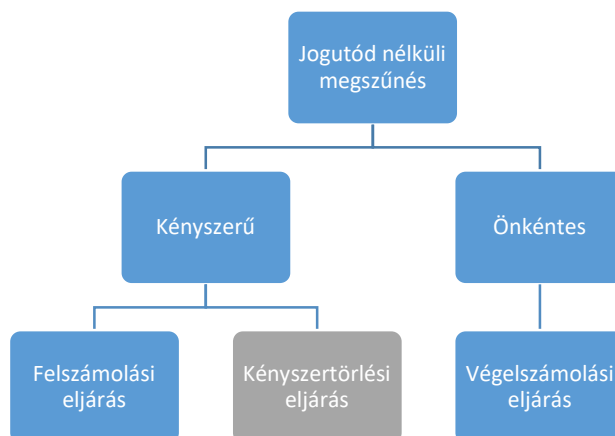 Jogutód nélküli
megszűnés
Kényszerű
Önkéntes
Felszámolási
eljárás
Kényszertörlési
eljárás
Végelszámolási
eljárás